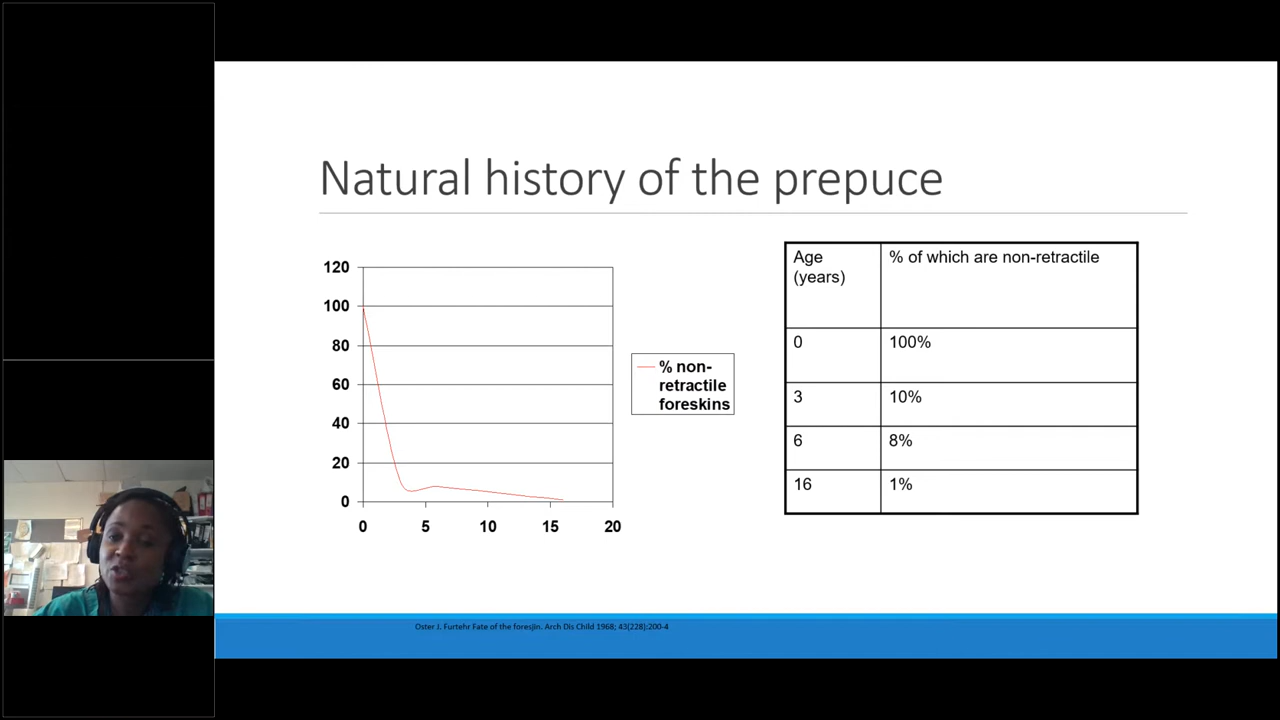 Natural history of the prepuce
120
100
80
60
40
20
0
0 5 10 15 20
% non-
retractile
foreskins
Age
(years)
% of which are non-retractile
0 100%
3 10%
6 8%
16 1%
Oster J. Furtehr Fate of the foresjin. Arch Dis Child 1968; 43(228):200-4